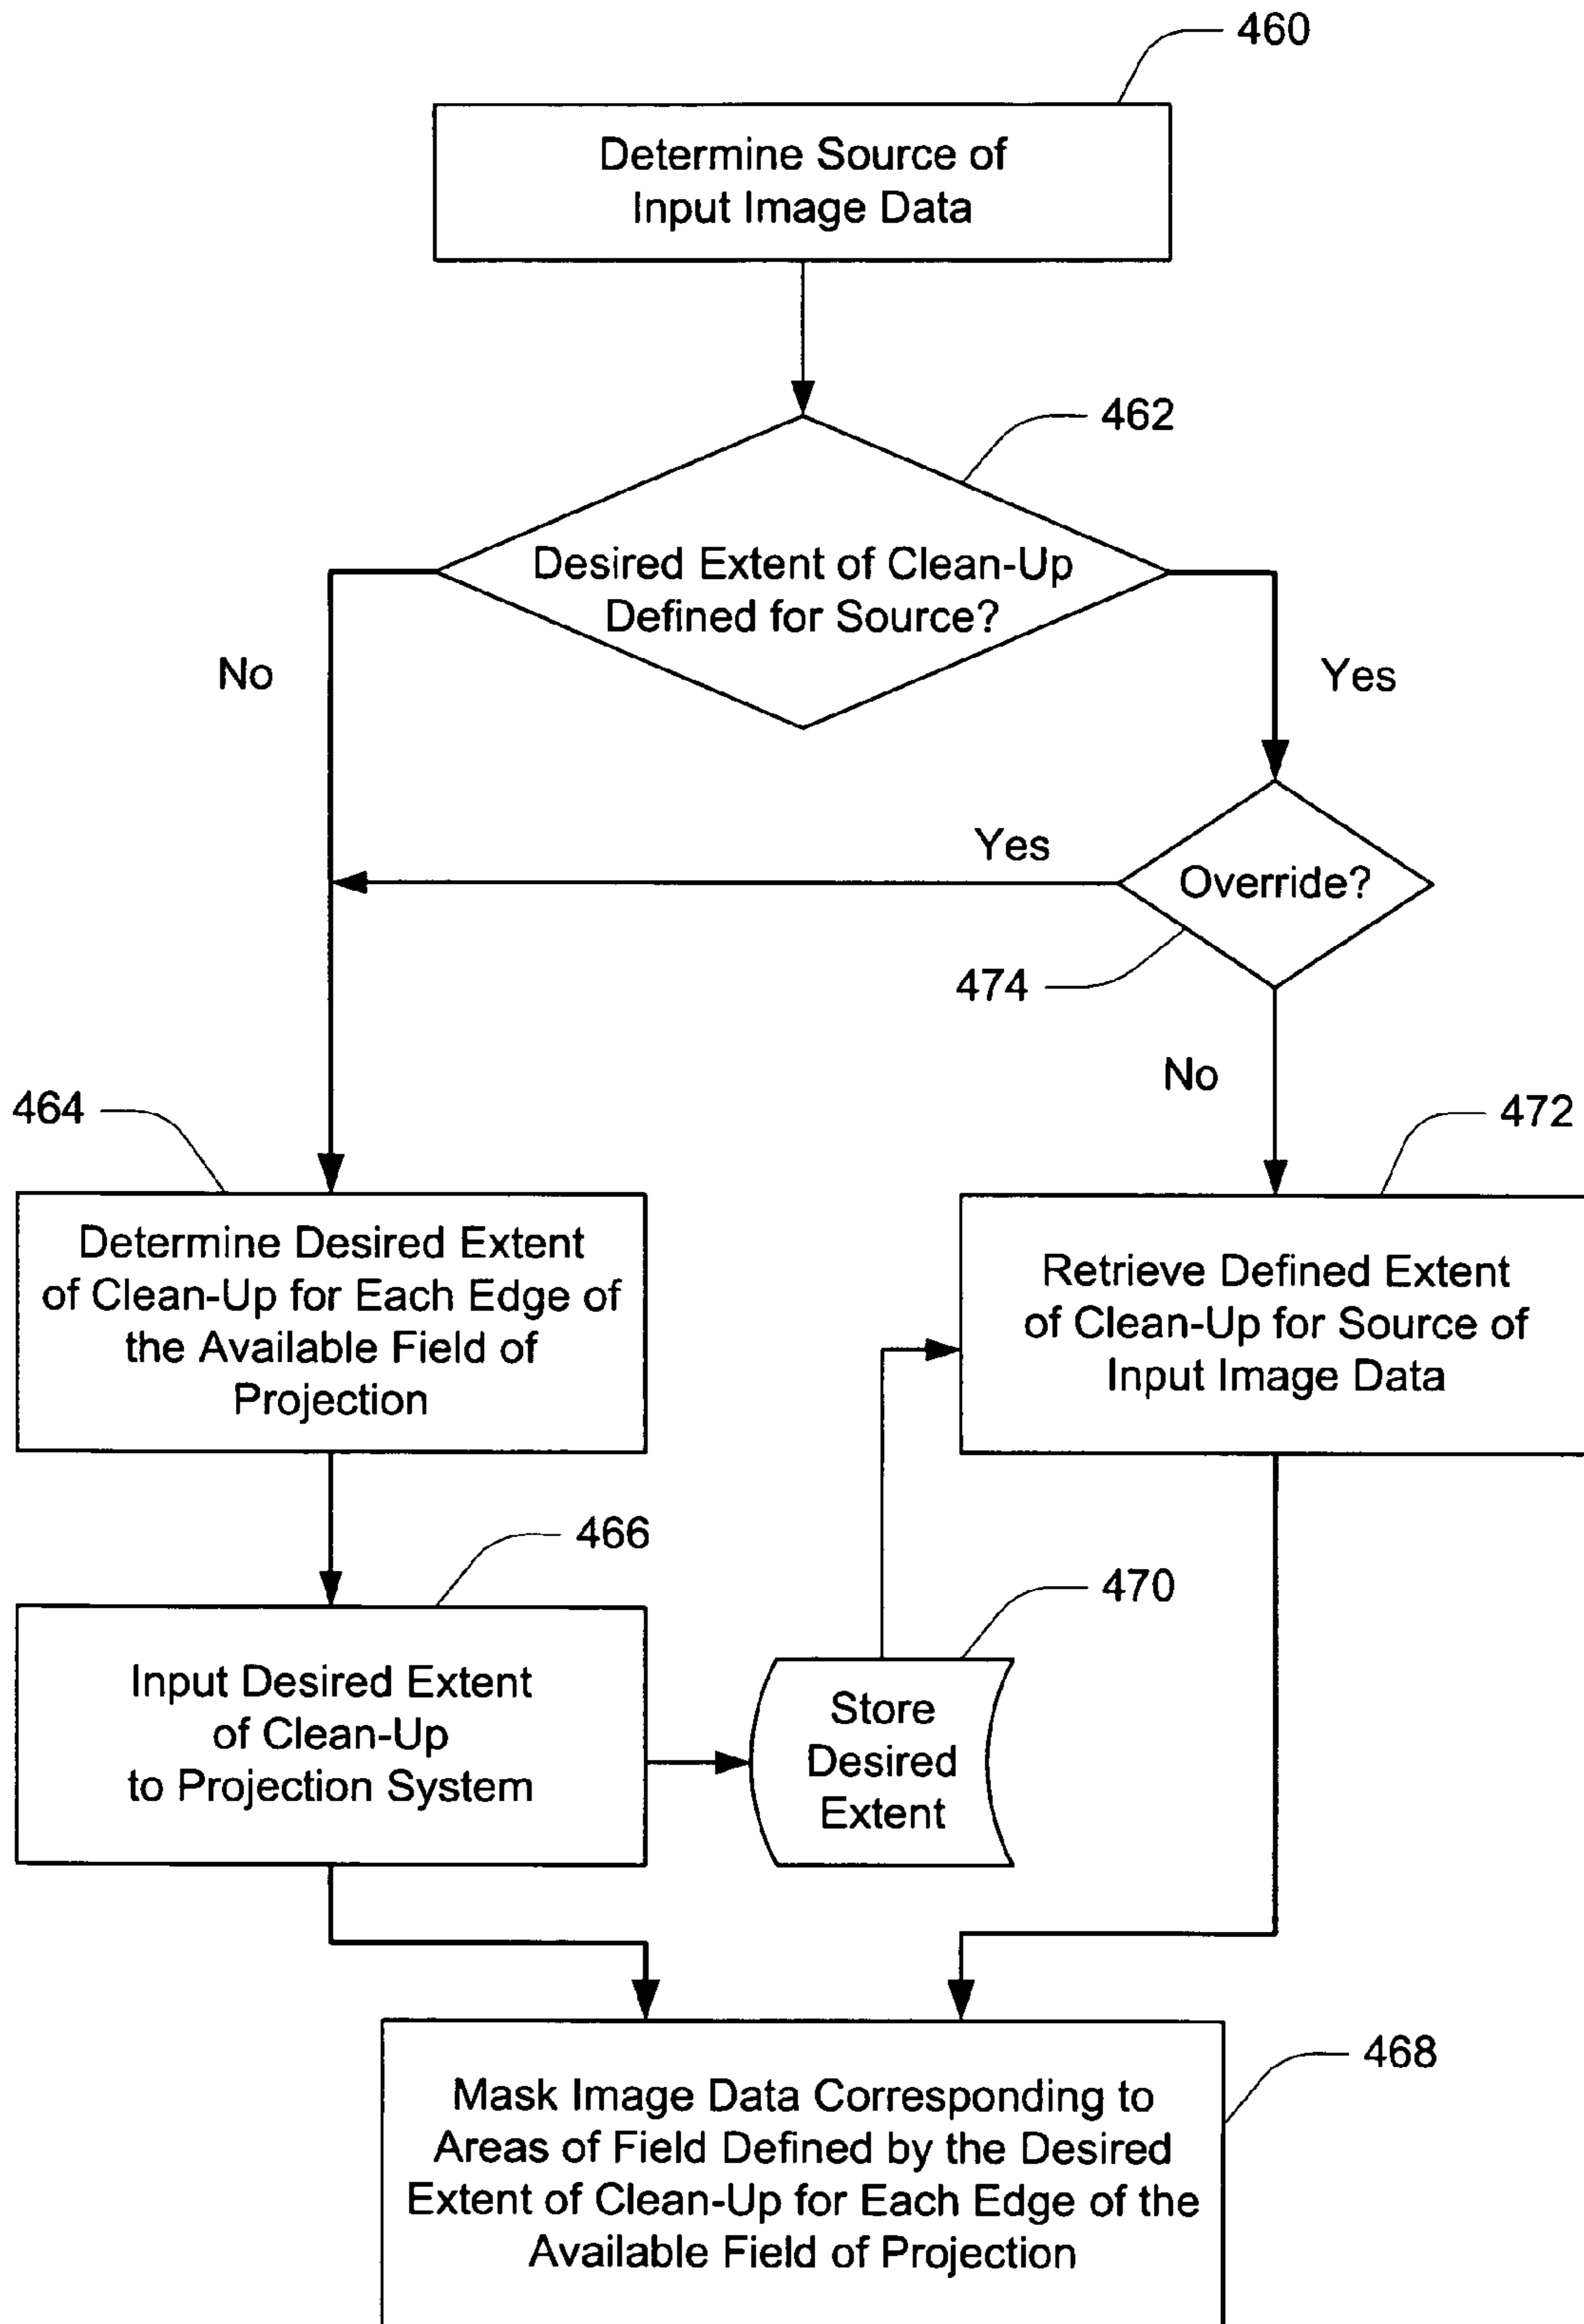 460
Determine Source of
Input Image Data
462
Desired Extent of Clean-Up
Defined for Source?
No
Yes
Yes
Override?
474
No
464
472
Determine Desired Extent
of Clean-Up for Each Edge of
the Available Field of
Projection
Retrieve Defined Extent
of Clean-Up for Source of
Input Image Data
466
470
Input Desired Extent
of Clean-Up
to Projection System
Store
Desired
Extent
468
Mask Image Data Corresponding to
Areas of Field Defined by the Desired
Extent of Clean-Up for Each Edge of the
Available Field of Projection